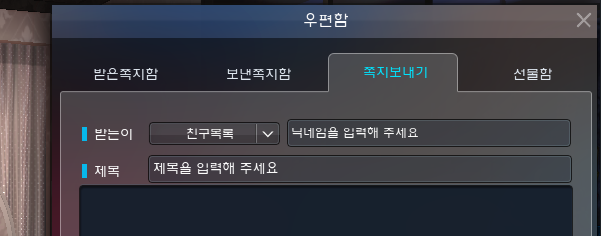 우편함
받은쪽지함 보낸쪽지함 쪽지보내기 선물함
받는이 친구목록 닉네임을 입력해 주세요
제목 제목을 입력해 주세요